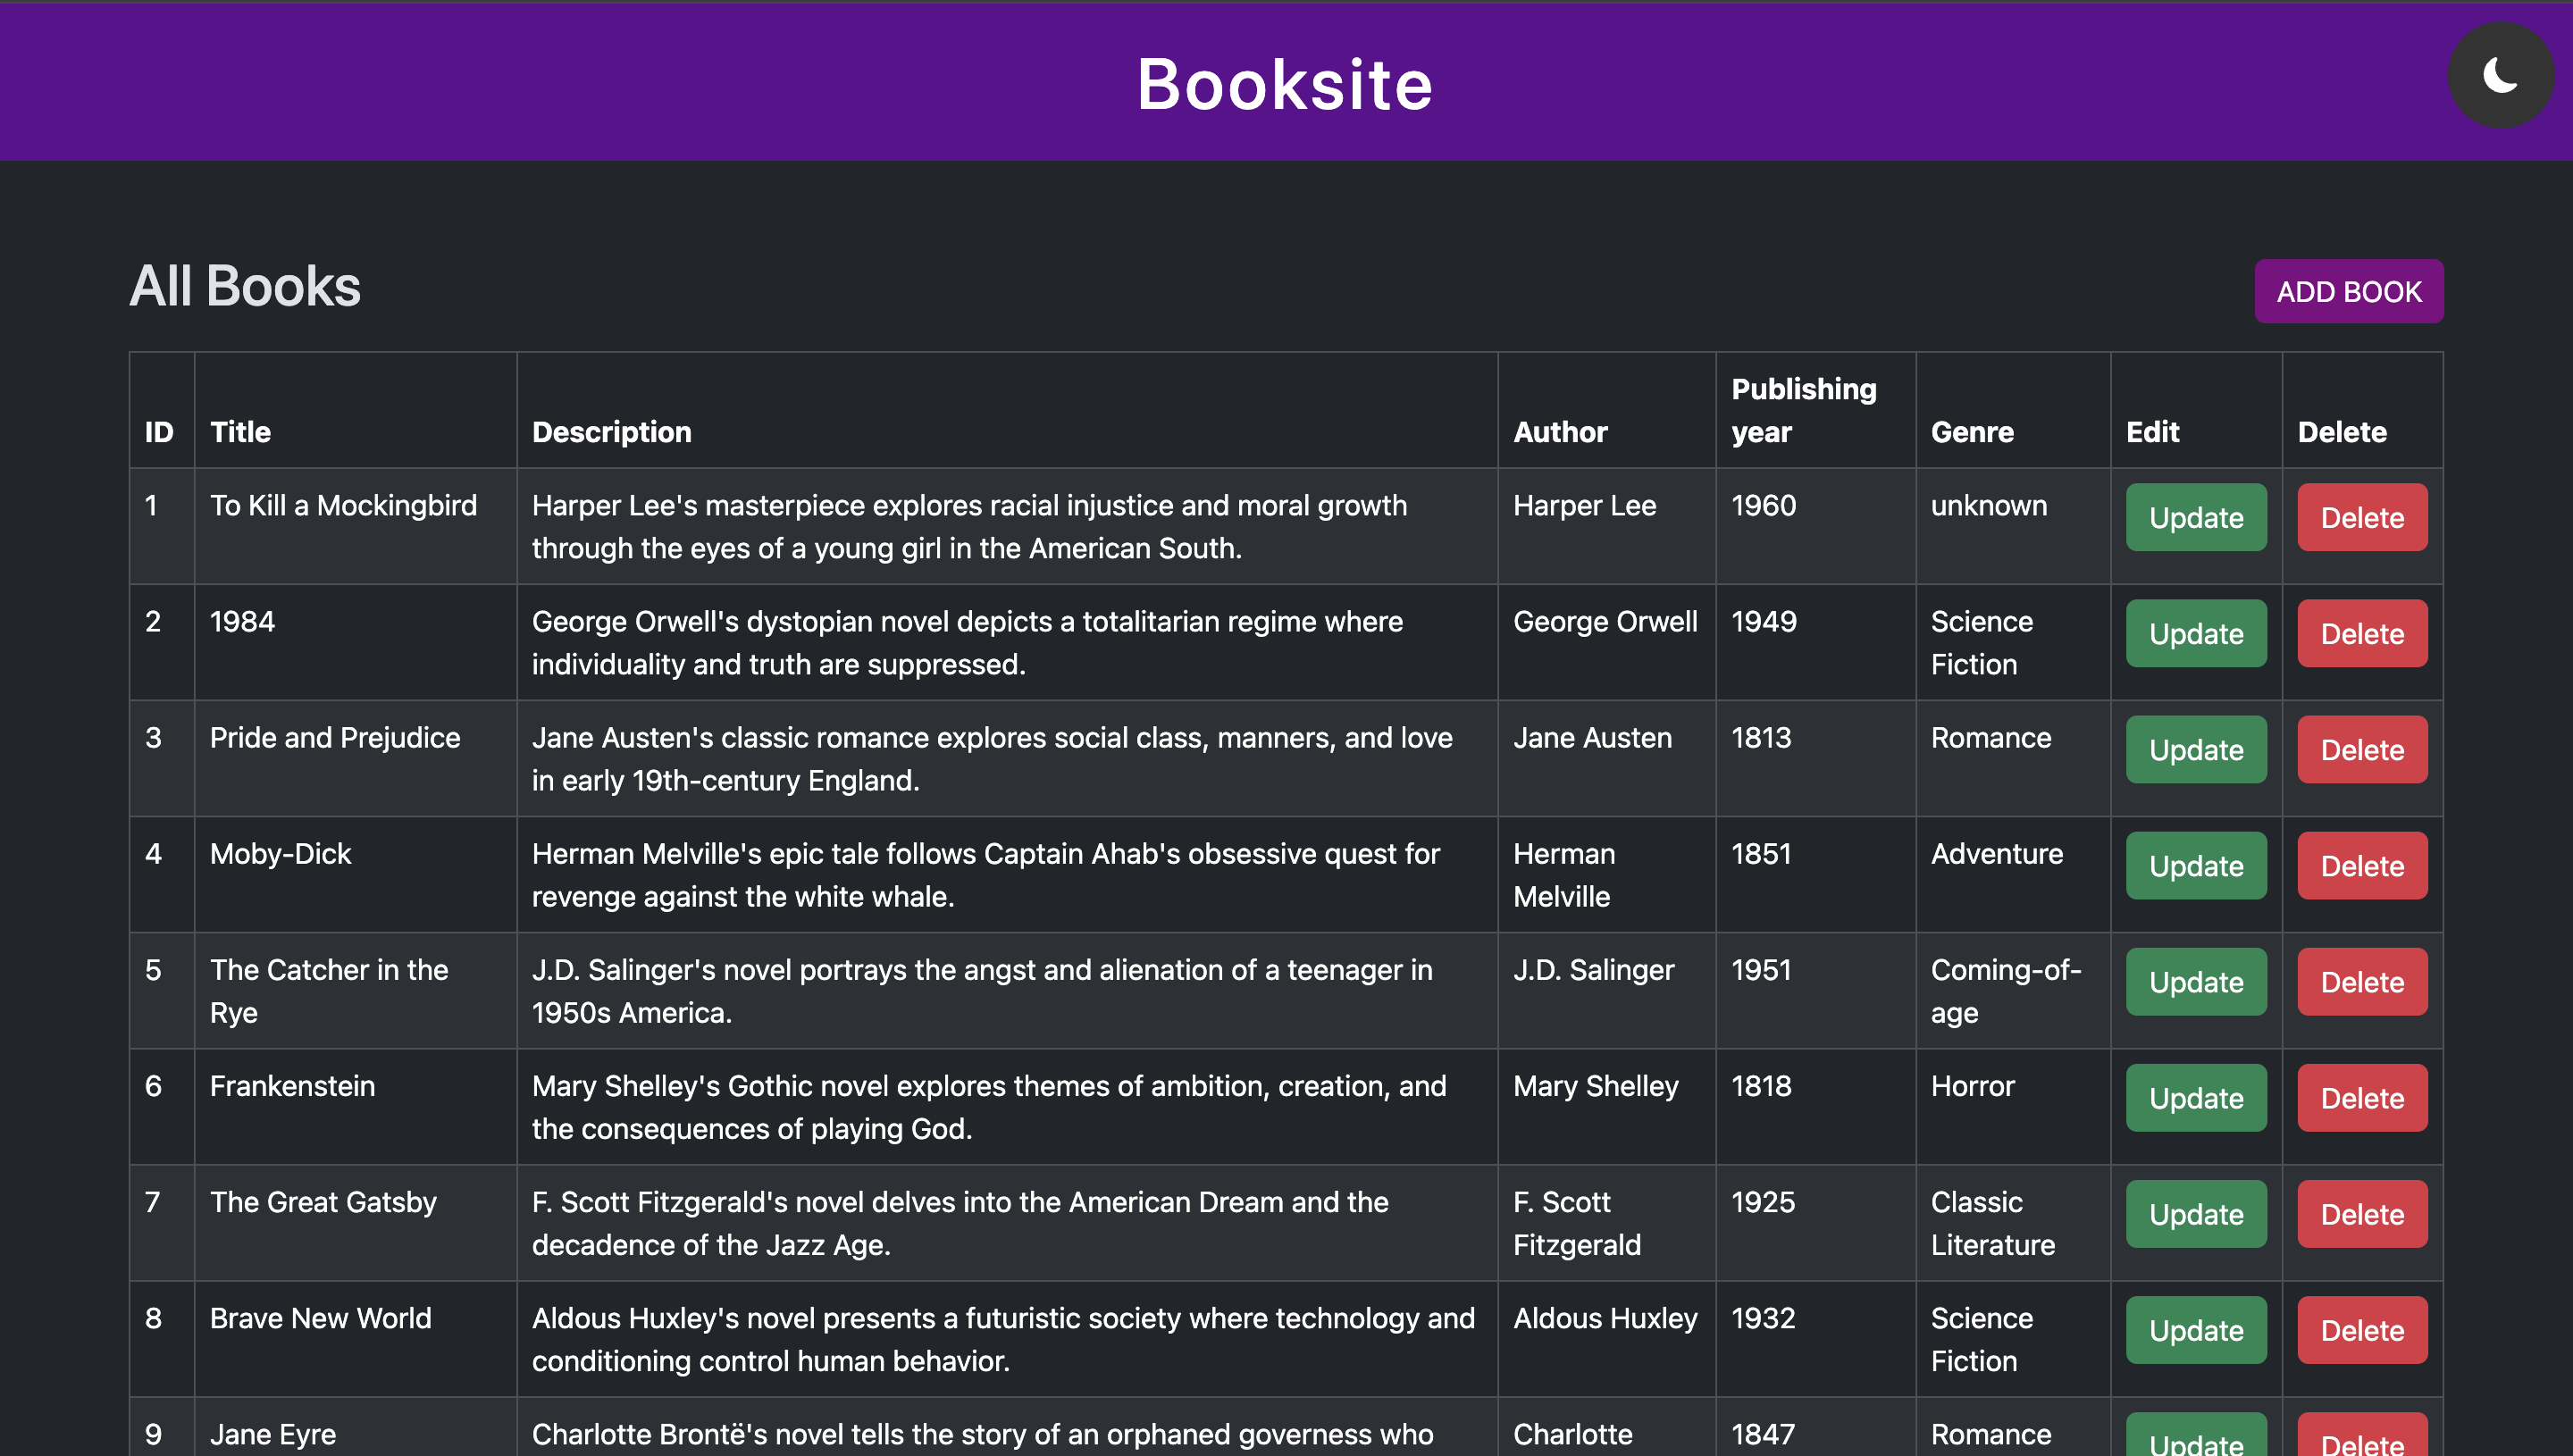 Booksite
All Books
ADD BOOK
ID Title Description Author Publishing year Genre Edit Delete
1 To Kill a Mockingbird Harper Lee's masterpiece explores racial injustice and moral growth Harper Lee 1960 unknown Update Delete
through the eyes of a young girl in the American South.
2 1984 George Orwell's dystopian novel depicts a totalitarian regime where George Orwell 1949 Science Update Delete
individuality and truth are suppressed. Fiction
3 Pride and Prejudice Jane Austen's classic romance explores social class, manners, and love Jane Austen 1813 Romance Update Delete
in early 19th-century England.
4 Moby-Dick Herman Melville's epic tale follows Captain Ahab's obsessive quest for Herman 1851 Adventure Update Delete
revenge against the white whale. Melville
5 The Catcher in the J.D. Salinger's novel portrays the angst and alienation of a teenager in J.D. Salinger 1951 Coming-of- Update Delete
Rye 1950s America. age
6 Frankenstein Mary Shelley's Gothic novel explores themes of ambition, creation, and Mary Shelley 1818 Horror Update Delete
the consequences of playing God.
7 The Great Gatsby F. Scott Fitzgerald's novel delves into the American Dream and the F. Scott 1925 Classic Update Delete
decadence of the Jazz Age. Fitzgerald Literature
8 Brave New World Aldous Huxley's novel presents a futuristic society where technology and Aldous Huxley 1932 Science Update Delete
conditioning control human behavior. Fiction
9 Jane Eyre Charlotte Brontë's novel tells the story of an orphaned governess who Charlotte 1847 Romance Update Delete